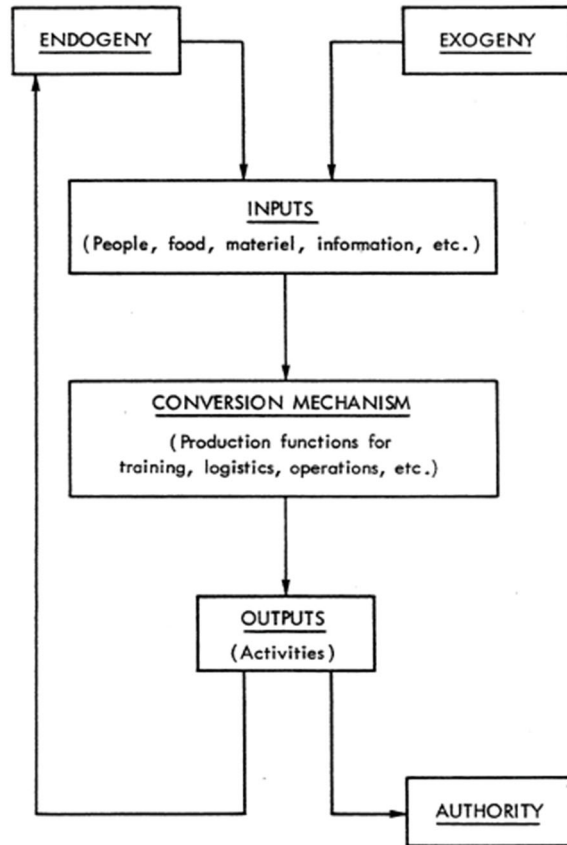 ENDOGENY
EXOGENY
INPUTS
(People, food, materiel, information, etc.)
CONVERSION MECHANISM
(Production functions for
training, logistics, operations, etc.)
OUTPUTS
(Activities)
AUTHORITY